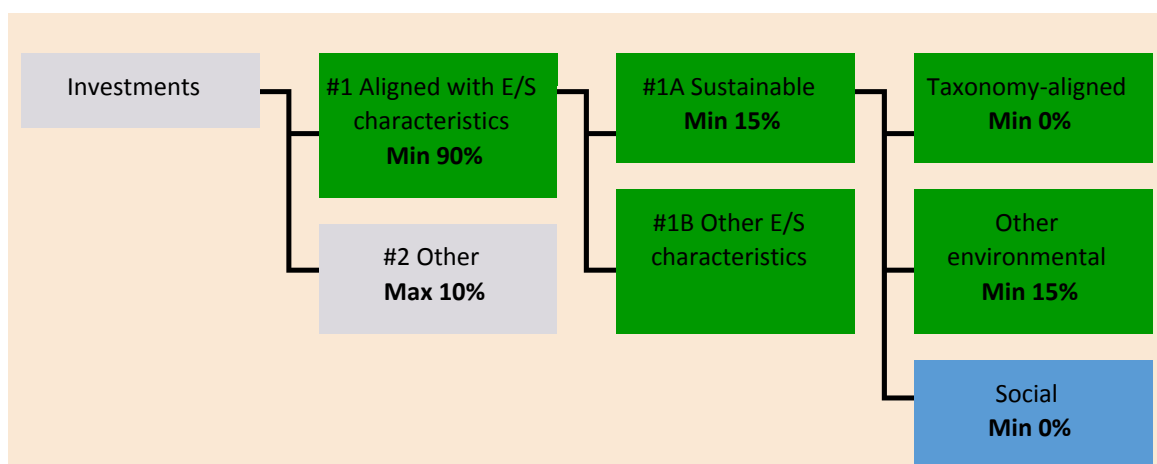 Investments
#1 Aligned with E/S
characteristics
Min 90%
#2 Other
Max 10%
#1A Sustainable
Min 15%
#1B Other E/S
characteristics
Taxonomy-aligned
Min 0%
Other
environmental
Min 15%
Social
Min 0%